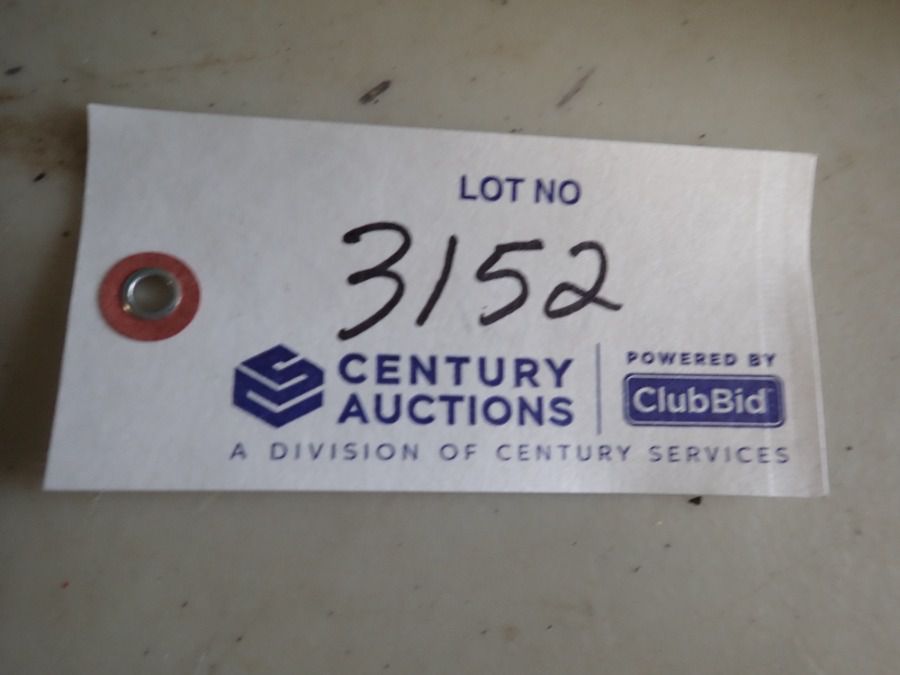 LOT NO
3152
CENTURY AUCTIONS
POWERED BY
ClubBid
A DIVISION OF CENTURY SERVICES